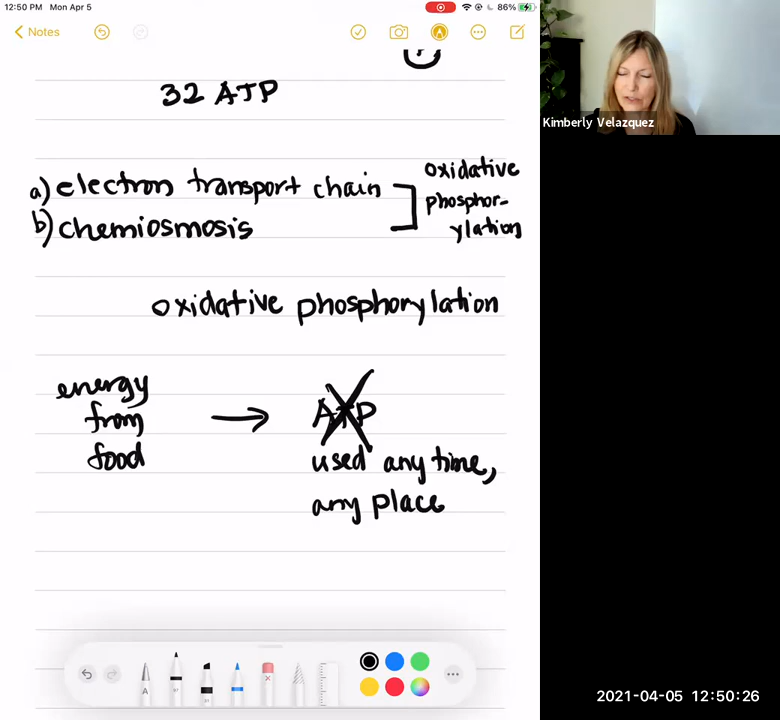 12:50 PM Mon Apr 5
86%
Notes
32 ATP
a) electron transport chain
b) chemiosmosis
oxidative
phosphor-
ylation
oxidative phosphorylation
energy
from
food
→
ATP
used any time,
any place
A
Kimberly Velazquez
2021-04-05 12:50:26